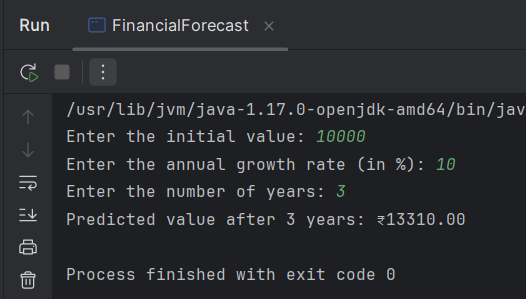 Run FinancialForecast
/usr/lib/jvm/java-1.17.0-openjdk-amd64/bin/jav
Enter the initial value: 10000
Enter the annual growth rate (in %): 10
Enter the number of years: 3
Predicted value after 3 years: ₹13310.00
Process finished with exit code 0